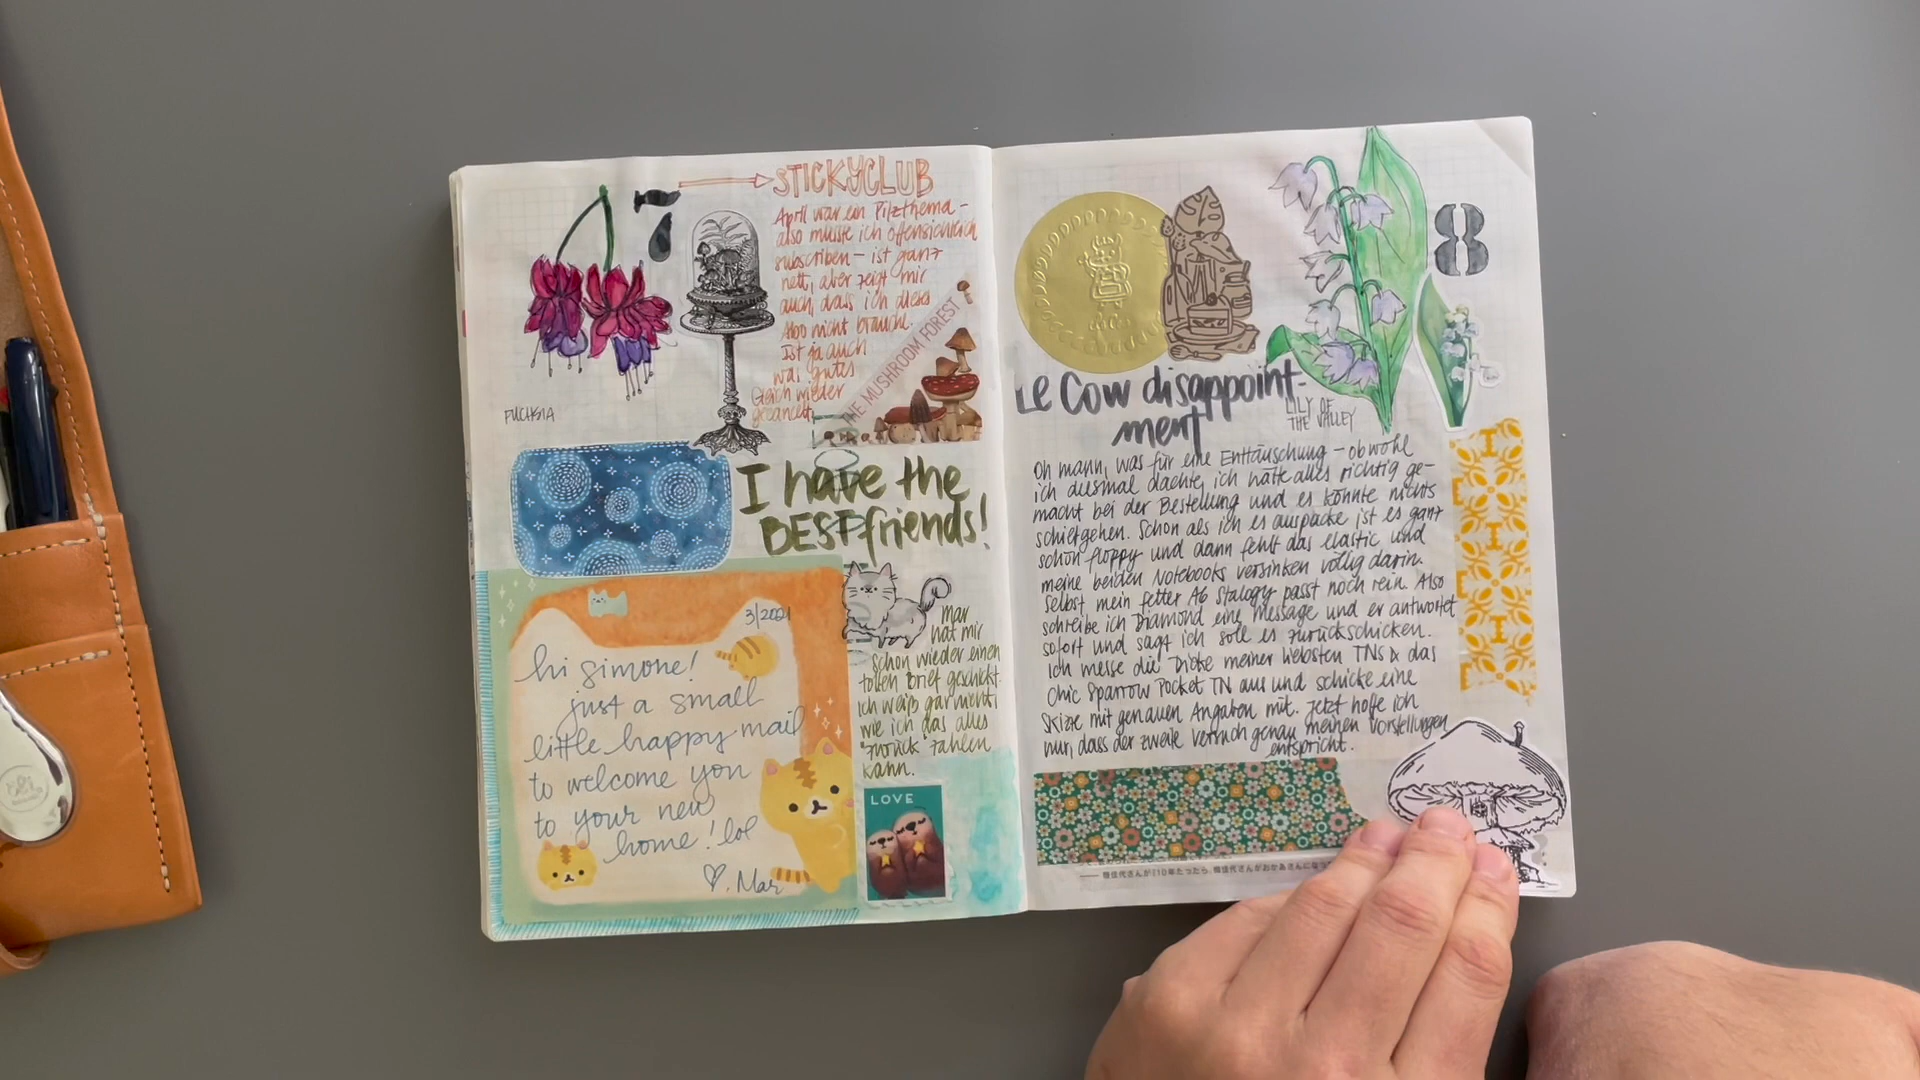 7
STICKYCLUB
April war ein Pilzthema -
also musste ich offensichtlich
subscriben - ist ganz
nett, aber zeigt mir
auch, dass ich dieses
Abo nicht brauche.
Ist ja auch
was gutes
Gleich wieder
gecancelt.
THE MUSHROOM FOREST
FUCHSIA
I have the
BEST friends!
3/2021
hi simone!
just a small
little happy mail
to welcome you
to your new
home! lol
♡. Mar
Mar
hat mir
schon wieder einen
tollen Brief geschickt.
Ich weiß gar nicht
wie ich das alles
"zurück" zahlen
kann.
LOVE
8
Le Cow disappoint-
ment
LILY OF
THE VALLEY
Oh mann, was für eine Enttäuschung - obwohl
ich diesmal dachte, ich hätte alles richtig ge-
macht bei der Bestellung und es könnte nichts
schiefgehen. Schon als ich es auspacke ist es ganz
schön floppy und dann fehlt das elastic und
meine beiden Notebooks versinken völlig darin.
Selbst mein fetter A6 Stalogy passt noch rein. Also
schreibe ich Diamond eine Message und er antwortet
sofort und sagt ich soll es zurückschicken.
Ich messe die Dicke meiner liebsten TNs & das
Chic Sparrow Pocket TN aus und schicke eine
Skizze mit genauen Angaben mit. Jetzt hoffe ich
nur, dass der zweite Versuch genau meinen Vorstellungen
entspricht.